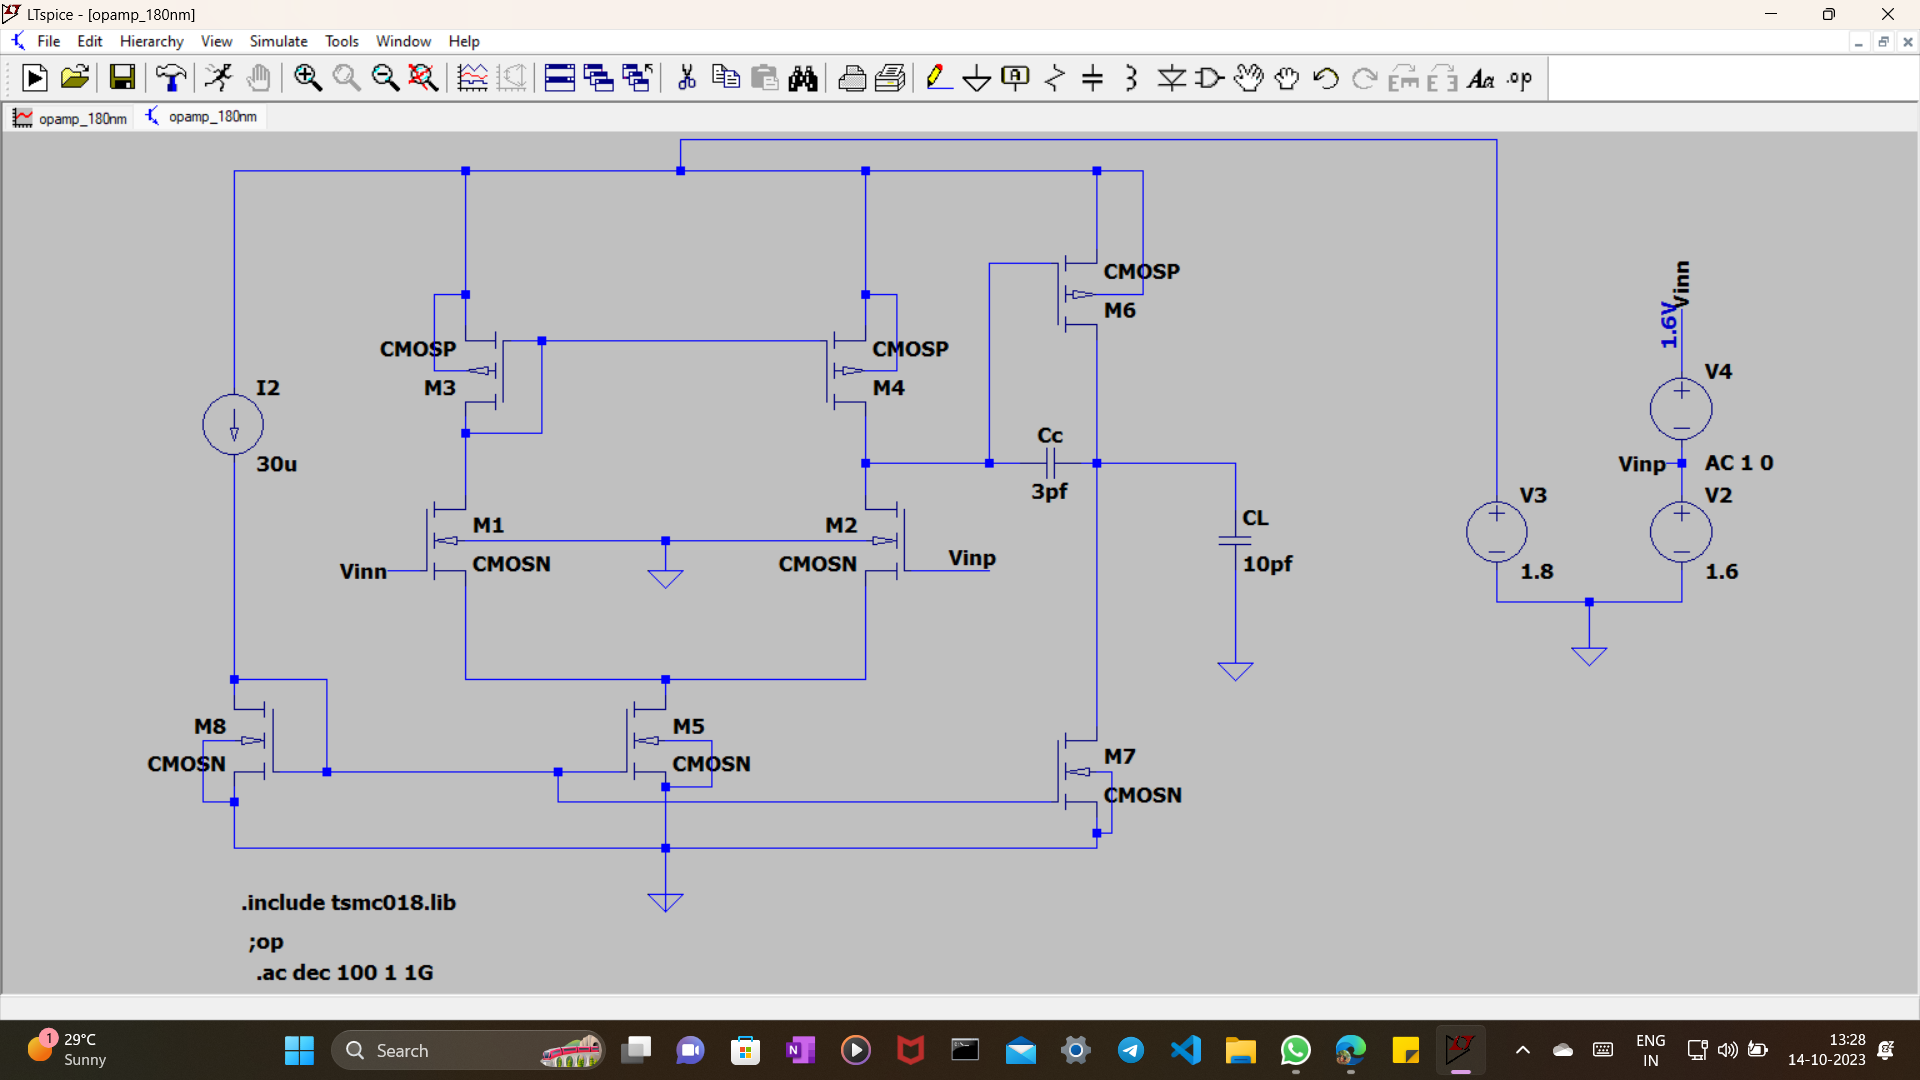 LTspice - [opamp_180nm]
File Edit Hierarchy View Simulate Tools Window Help
Aa .op
opamp_180nm opamp_180nm
Vinn
1.6V
CMOSP
M6
CMOSP
M3
CMOSP
M4
I2
30u
V4
Cc
3pf
Vinp
AC 1 0
V2
1.6
V3
1.8
M1
CMOSN
Vinn
M2
CMOSN
Vinp
CL
10pf
M8
CMOSN
M5
CMOSN
M7
CMOSN
.include tsmc018.lib
;op
.ac dec 100 1 1G
1
29°C
Sunny
Search
ENG
IN
13:28
14-10-2023